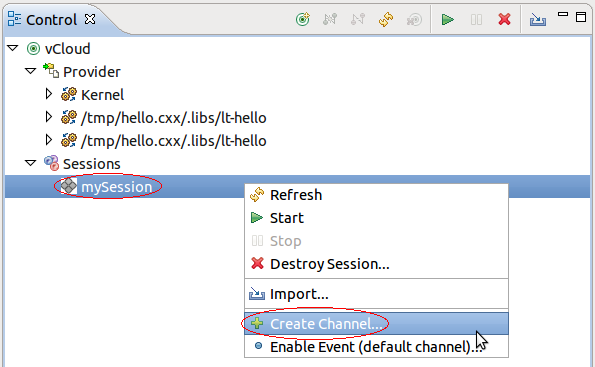 Control
vCloud
Provider
Kernel
/tmp/hello.cxx/.libs/lt-hello
/tmp/hello.cxx/.libs/lt-hello
Sessions
mySession
Refresh
Start
Stop
Destroy Session...
Import...
Create Channel...
Enable Event (default channel)...